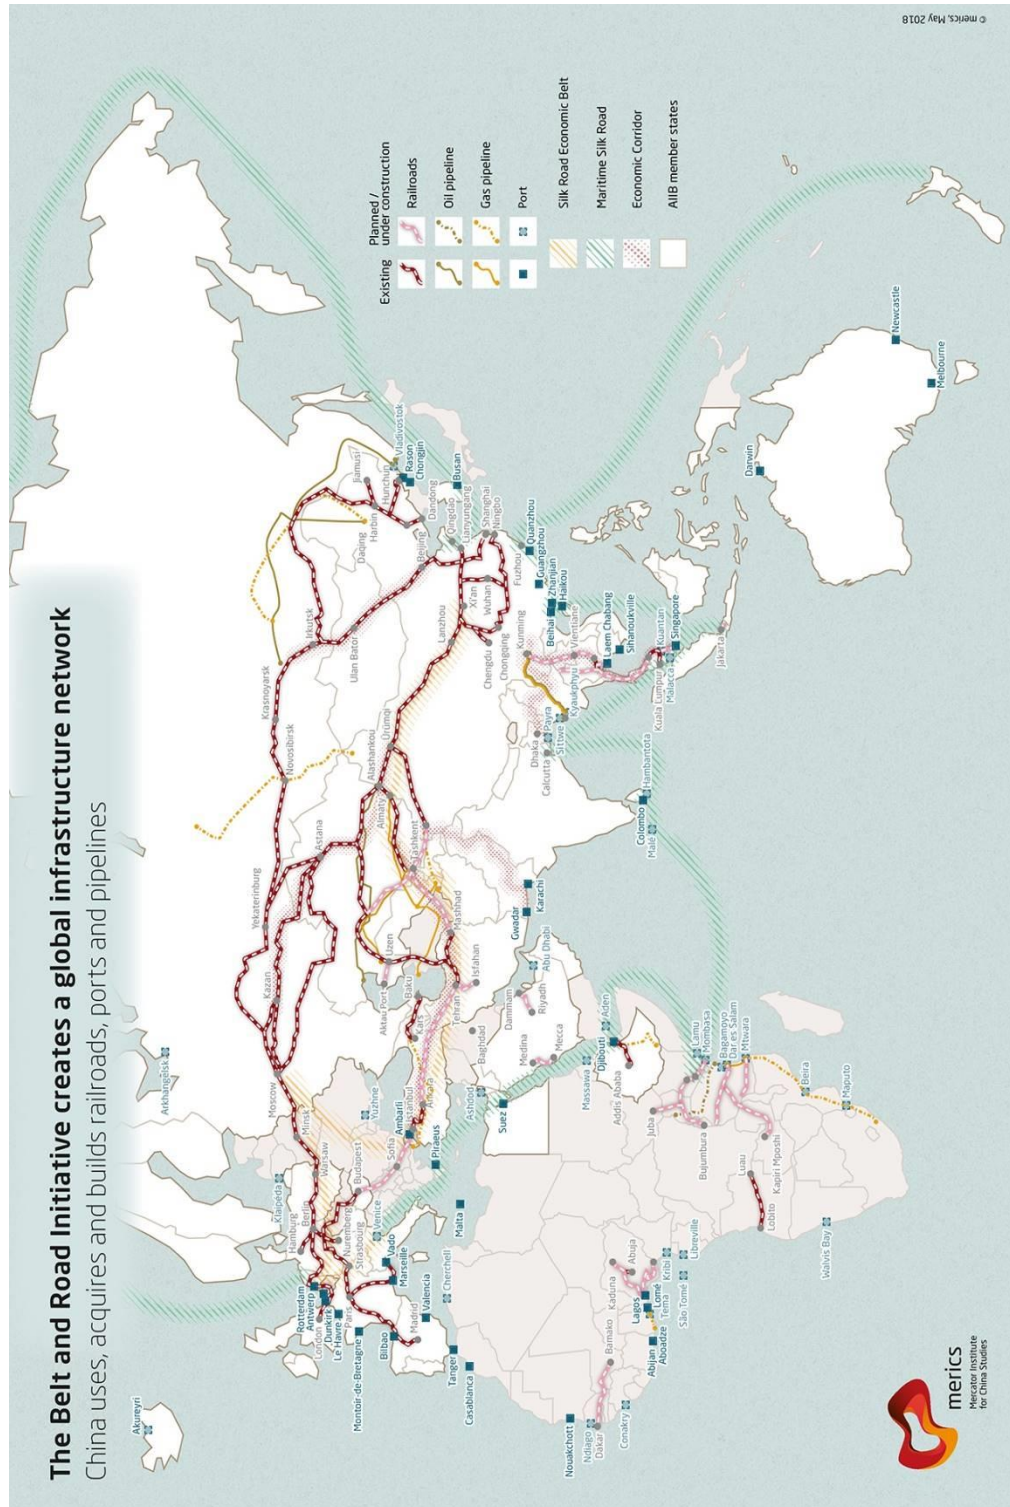 The Belt and Road Initiative creates a global infrastructure network
China uses, acquires and builds railroads, ports and pipelines
Existing
Planned /
under construction
Railroads
Oil pipeline
Gas pipeline
Port
Silk Road Economic Belt
Maritime Silk Road
Economic Corridor
AIIB member states
Akureyri
Arkhangelsk
Klaipėda
Hamburg
Rotterdam
Antwerp
Dunkirk
London
Le Havre
Montoir-de-Bretagne
Paris
Berlin
Nuremberg
Strasbourg
Warsaw
Minsk
Moscow
Kazan
Yekaterinburg
Astana
Novosibirsk
Krasnoyarsk
Irkutsk
Ulan Bator
Daqing
Harbin
Jiamusi
Hunchun
Vladivostok
Rason
Chongjin
Dandong
Beijing
Qingdao
Lianyungang
Busan
Shanghai
Ningbo
Xi'an
Wuhan
Lanzhou
Chengdu
Chongqing
Fuzhou
Quanzhou
Guangzhou
Zhanjian
Beihai
Haikou
Kunming
Vientiane
Laem Chabang
Sihanoukville
Kuantan
Kuala Lumpur
Malacca
Singapore
Jakarta
Kyaukphyu
Sittwe
Payra
Dhaka
Calcutta
Hambantota
Colombo
Malé
Ürümqi
Alashankou
Almaty
Tashkent
Mashhad
Uzen
Aktau Port
Baku
Kars
Tehran
Isfahan
Karachi
Gwadar
Abu Dhabi
Dammam
Riyadh
Medina
Mecca
Baghdad
Ankara
Istanbul
Ambarli
Yuzhne
Sofia
Budapest
Piraeus
Venice
Vado
Marseille
Valencia
Madrid
Bilbao
Malta
Cherchell
Tanger
Casablanca
Ashdod
Suez
Massawa
Aden
Djibouti
Addis Ababa
Juba
Lamu
Mombasa
Bagamoyo
Dar es Salam
Mtwara
Bujumbura
Beira
Maputo
Kapiri Mposhi
Luau
Lobito
Walvis Bay
Libreville
Kribi
São Tomé
Abuja
Kaduna
Lagos
Lomé
Tema
Aboadze
Abijan
Bamako
Conakry
Dakar
Ndiago
Nouakchott
Darwin
Newcastle
Melbourne
merics
Mercator Institute
for China Studies
© merics, May 2018